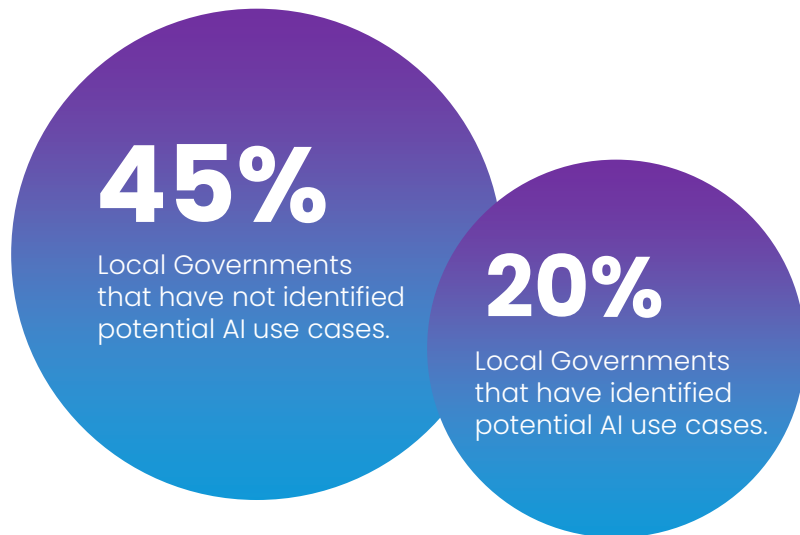 45%
Local Governments
that have not identified
potential AI use cases.
20%
Local Governments
that have identified
potential AI use cases.